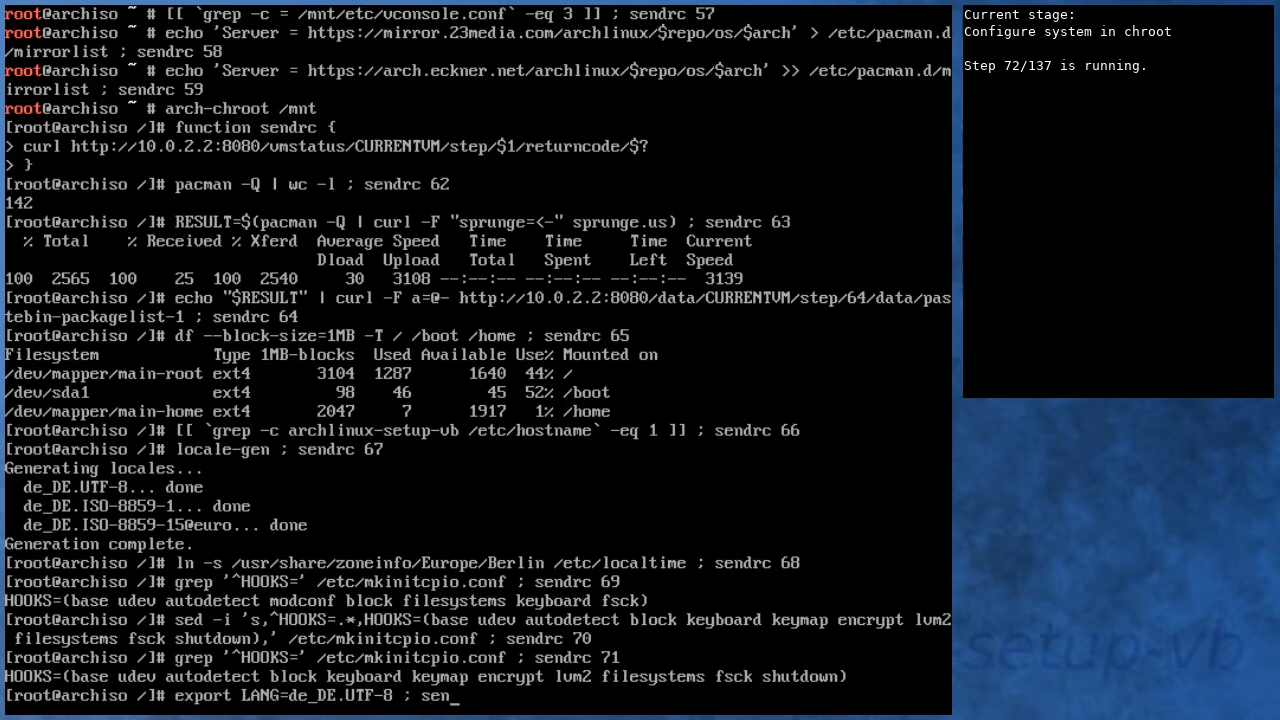 root@archiso ~ # [[ `grep -c = /mnt/etc/vconsole.conf` -eq 3 ]] ; sendrc 57
root@archiso ~ # echo 'Server = https://mirror.23media.com/archlinux/$repo/os/$arch' > /etc/pacman.d
/mirrorlist ; sendrc 58
root@archiso ~ # echo 'Server = https://arch.eckner.net/archlinux/$repo/os/$arch' >> /etc/pacman.d/m
irrorlist ; sendrc 59
root@archiso ~ # arch-chroot /mnt
[root@archiso /]# function sendrc {
> curl http://10.0.2.2:8080/vmstatus/CURRENTVM/step/$1/returncode/$?
> }
[root@archiso /]# pacman -Q | wc -l ; sendrc 62
142
[root@archiso /]# RESULT=$(pacman -Q | curl -F "sprunge=<-" sprunge.us) ; sendrc 63
  % Total    % Received % Xferd  Average Speed   Time    Time     Time  Current
                                 Dload  Upload   Total   Spent    Left  Speed
100  2565  100    25  100  2540     30   3108 --:--:-- --:--:-- --:--:--  3139
[root@archiso /]# echo "$RESULT" | curl -F a=@- http://10.0.2.2:8080/data/CURRENTVM/step/64/data/pas
tebin-packagelist-1 ; sendrc 64
[root@archiso /]# df --block-size=1MB -T / /boot /home ; sendrc 65
Filesystem            Type 1MB-blocks  Used Available Use% Mounted on
/dev/mapper/main-root ext4       3104  1287      1640  44% /
/dev/sda1             ext4         98    46        45  52% /boot
/dev/mapper/main-home ext4       2047     7      1917   1% /home
[root@archiso /]# [[ `grep -c archlinux-setup-vb /etc/hostname` -eq 1 ]] ; sendrc 66
[root@archiso /]# locale-gen ; sendrc 67
Generating locales...
  de_DE.UTF-8... done
  de_DE.ISO-8859-1... done
  de_DE.ISO-8859-15@euro... done
Generation complete.
[root@archiso /]# ln -s /usr/share/zoneinfo/Europe/Berlin /etc/localtime ; sendrc 68
[root@archiso /]# grep '^HOOKS=' /etc/mkinitcpio.conf ; sendrc 69
HOOKS=(base udev autodetect modconf block filesystems keyboard fsck)
[root@archiso /]# sed -i 's,^HOOKS=.*,HOOKS=(base udev autodetect block keyboard keymap encrypt lvm2
 filesystems fsck shutdown),' /etc/mkinitcpio.conf ; sendrc 70
[root@archiso /]# grep '^HOOKS=' /etc/mkinitcpio.conf ; sendrc 71
HOOKS=(base udev autodetect block keyboard keymap encrypt lvm2 filesystems fsck shutdown)
[root@archiso /]# export LANG=de_DE.UTF-8 ; sen_
Current stage:
Configure system in chroot
Step 72/137 is running.
setup-vb